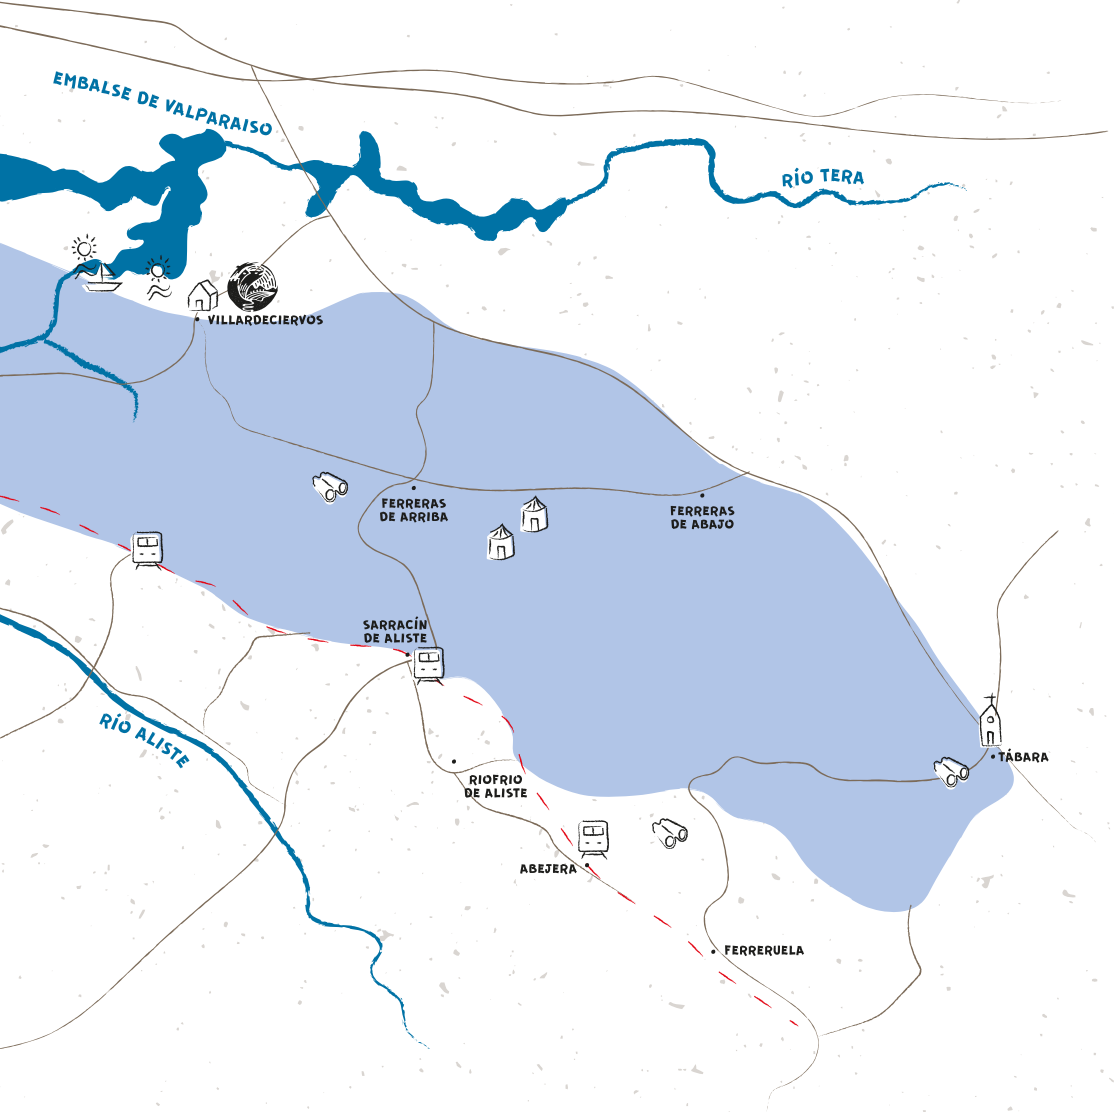 EMBALSE DE VALPARAISO
RÍO TERA
VILLARDECIERVOS
FERRERAS
DE ARRIBA
FERRERAS
DE ABAJO
SARRACÍN
DE ALISTE
RÍO ALISTE
TÁBARA
RIOFRIO
DE ALISTE
ABEJERA
FERRERUELA